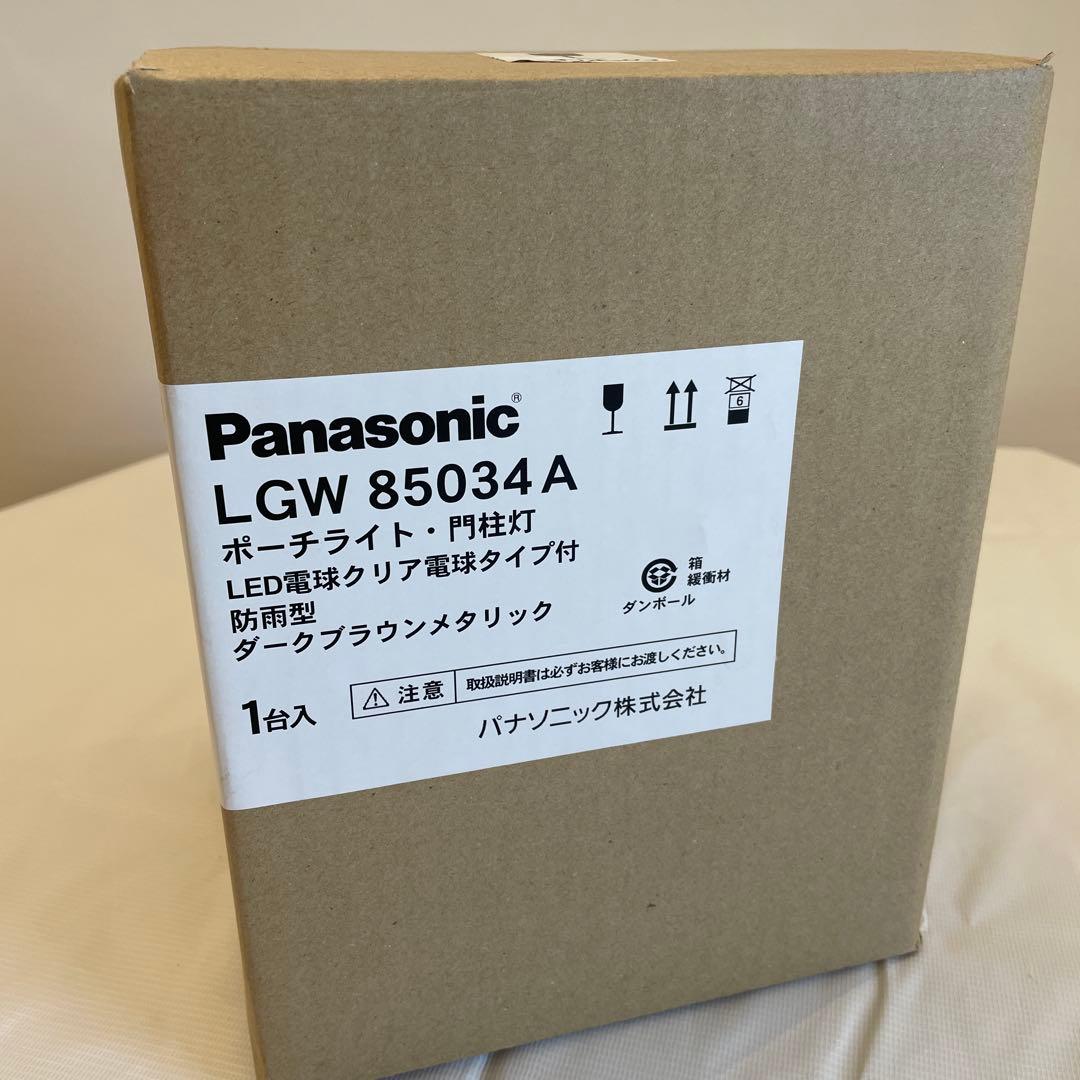 Panasonic®
LGW 85034A
ポーチライト・門柱灯
LED電球クリア電球タイプ付
防雨型
ダークブラウンメタリック
6
箱
緩衝材
ダンボール
注意 取扱説明書は必ずお客様にお渡しください。
1台入
パナソニック株式会社